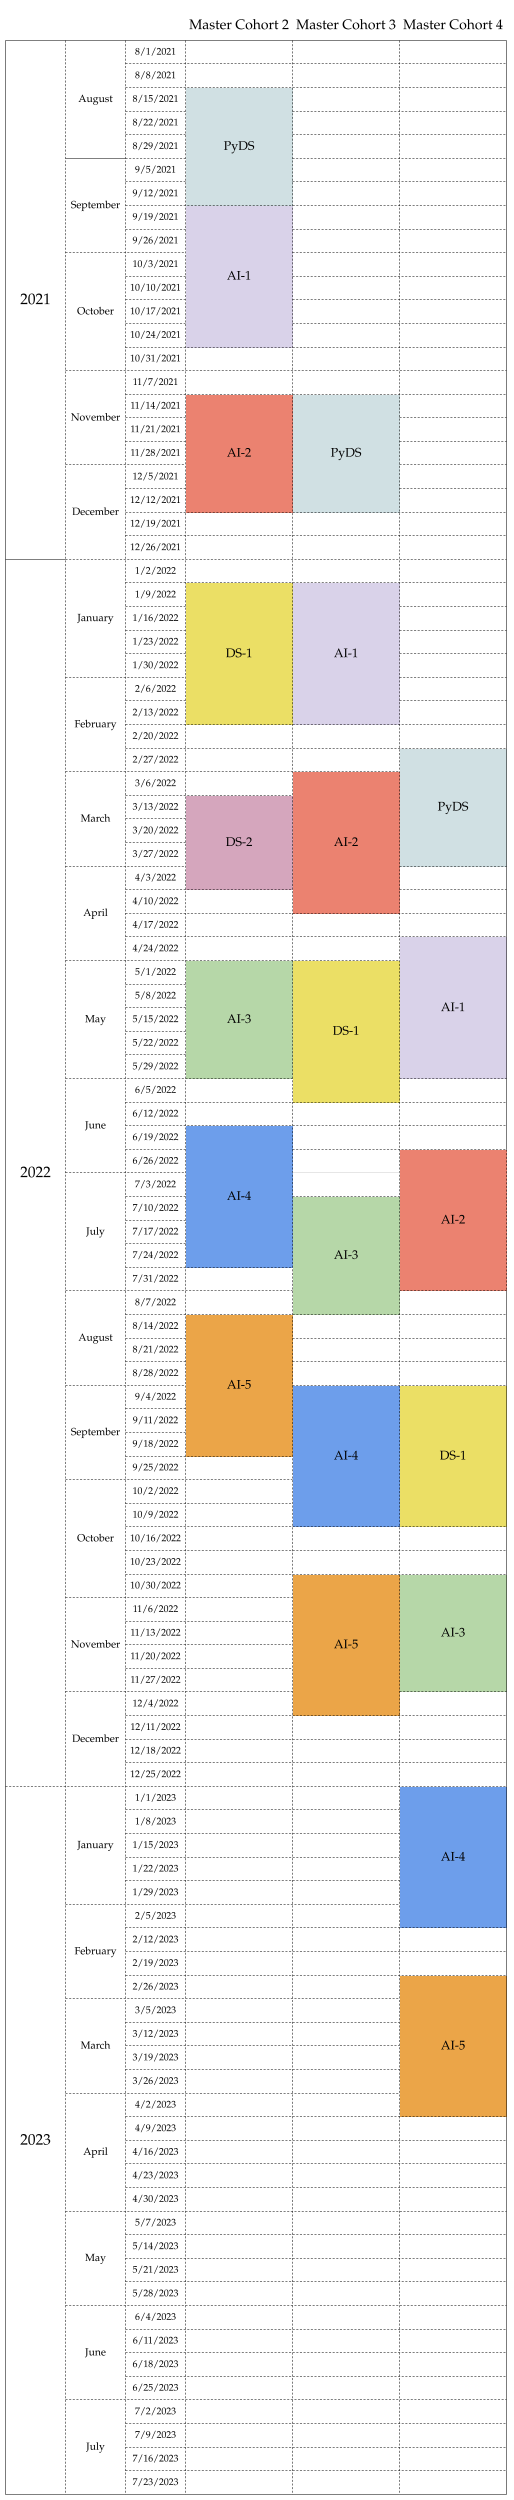 Master Cohort 2 Master Cohort 3 Master Cohort 4
8/1/2021
8/8/2021
August 8/15/2021
8/22/2021
8/29/2021 PyDS
9/5/2021
9/12/2021
September
9/19/2021
9/26/2021
10/3/2021
AI-1
10/10/2021
2021
October 10/17/2021
10/24/2021
10/31/2021
11/7/2021
11/14/2021
November
11/21/2021
11/28/2021 AI-2 PyDS
12/5/2021
12/12/2021
December
12/19/2021
12/26/2021
1/2/2022
1/9/2022
January 1/16/2022
1/23/2022
DS-1 AI-1
1/30/2022
2/6/2022
2/13/2022
February
2/20/2022
2/27/2022
3/6/2022
PyDS
3/13/2022
March
3/20/2022
DS-2 AI-2
3/27/2022
4/3/2022
4/10/2022
April
4/17/2022
4/24/2022
5/1/2022
5/8/2022
AI-1
May 5/15/2022 AI-3
DS-1
5/22/2022
5/29/2022
6/5/2022
6/12/2022
June
6/19/2022
6/26/2022
2022
7/3/2022
AI-4
7/10/2022
AI-2
July 7/17/2022
7/24/2022 AI-3
7/31/2022
8/7/2022
8/14/2022
August
8/21/2022
8/28/2022
AI-5
9/4/2022
9/11/2022
September
9/18/2022
AI-4 DS-1
9/25/2022
10/2/2022
10/9/2022
October 10/16/2022
10/23/2022
10/30/2022
11/6/2022
11/13/2022 AI-3
November
AI-5
11/20/2022
11/27/2022
12/4/2022
12/11/2022
December
12/18/2022
12/25/2022
1/1/2023
1/8/2023
January 1/15/2023
AI-4
1/22/2023
1/29/2023
2/5/2023
2/12/2023
February
2/19/2023
2/26/2023
3/5/2023
3/12/2023
March AI-5
3/19/2023
3/26/2023
4/2/2023
4/9/2023
2023
April 4/16/2023
4/23/2023
4/30/2023
5/7/2023
5/14/2023
May
5/21/2023
5/28/2023
6/4/2023
6/11/2023
June
6/18/2023
6/25/2023
7/2/2023
7/9/2023
July
7/16/2023
7/23/2023